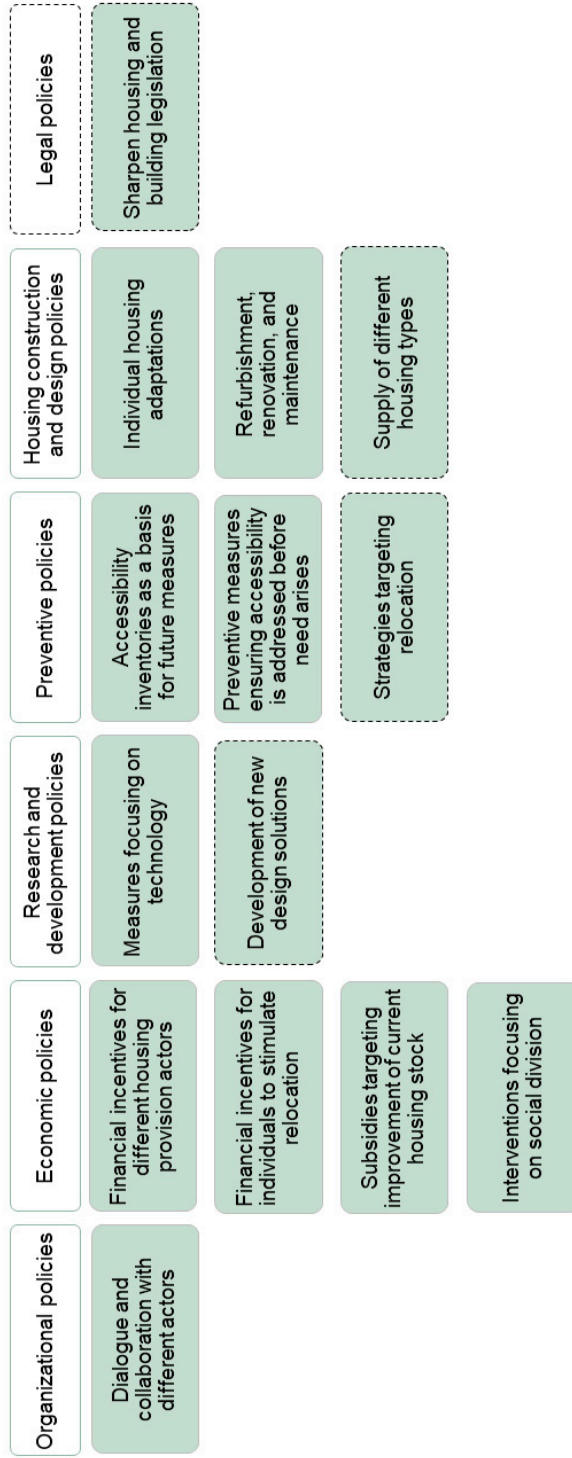 Organizational policies
Dialogue and
collaboration with
different actors
Economic policies
Financial incentives for
different housing
provision actors
Financial incentives for
individuals to stimulate
relocation
Subsidies targeting
improvement of current
housing stock
Interventions focusing
on social division
Research and
development policies
Measures focusing on
technology
Development of new
design solutions
Preventive policies
Accessibility
inventories as a basis
for future measures
Preventive measures
ensuring accessibility
is addressed before
need arises
Strategies targeting
relocation
Housing construction
and design policies
Individual housing
adaptations
Refurbishment,
renovation, and
maintenance
Supply of different
housing types
Legal policies
Sharpen housing and
building legislation